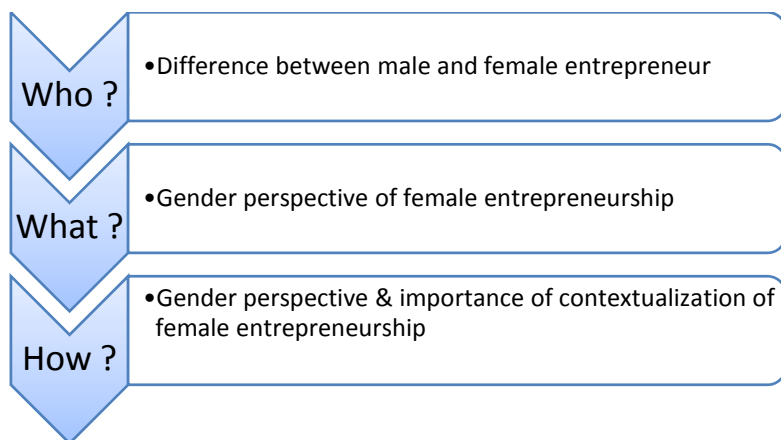 Who ?
•Difference between male and female entrepreneur
What ?
•Gender perspective of female entrepreneurship
How ?
•Gender perspective & importance of contextualization of
female entrepreneurship